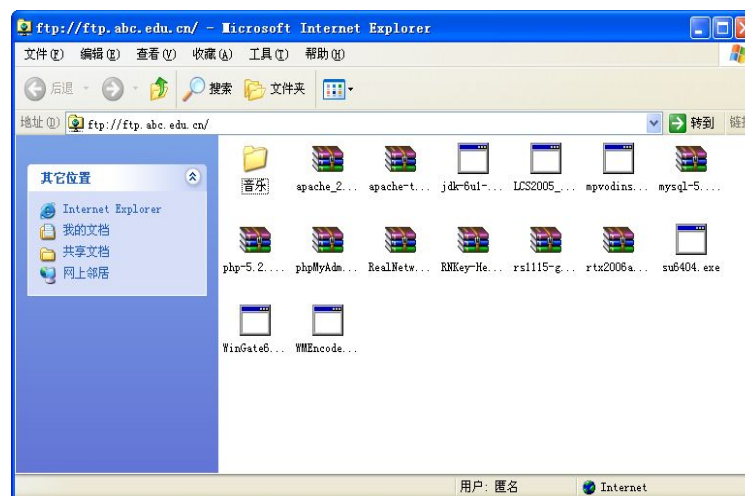 ftp://ftp.abc.edu.cn/ - Microsoft Internet Explorer
文件(F) 编辑(E) 查看(V) 收藏(A) 工具(T) 帮助(H)
后退 搜索 文件夹
地址(D) ftp://ftp.abc.edu.cn/ 转到 链接
其它位置
Internet Explorer
我的文档
共享文档
网上邻居
音乐 apache_2... apache-t... jdk-6u1-... LCS2005_... mpvodins... mysql-5....
php-5.2.... phpMyAdm... RealNetw... RNKey-He... rs1115-g... rtx2006a... su6404.exe
WinGate6... WMEncode...
用户: 匿名 Internet